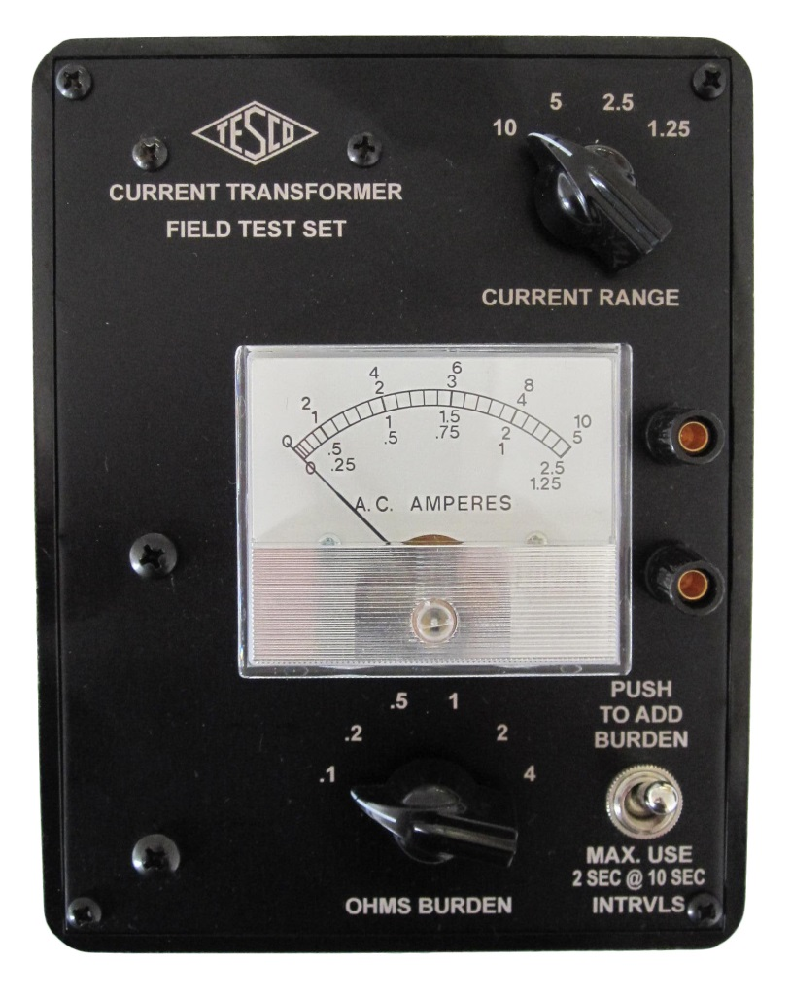 TESCO
CURRENT TRANSFORMER
FIELD TEST SET
10 5 2.5 1.25
CURRENT RANGE
0 2 4 6 8 10
1 2 3 4 5
0 .5 1 1.5 2 2.5
.25 .5 .75 1 1.25
A.C. AMPERES
.1 .2 .5 1 2 4
OHMS BURDEN
PUSH
TO ADD
BURDEN
MAX. USE
2 SEC @ 10 SEC
INTRVLS